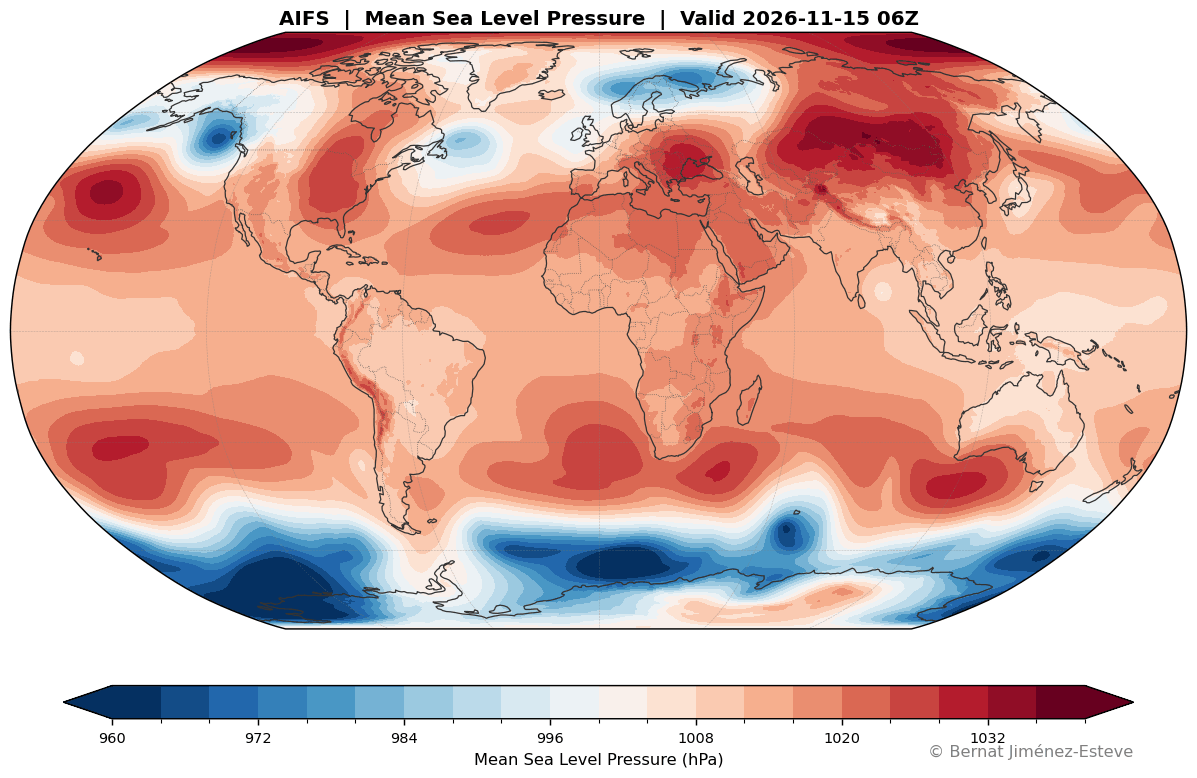 AIFS  |  Mean Sea Level Pressure  |  Valid 2026-11-15 06Z
960 972 984 996 1008 1020 1032
Mean Sea Level Pressure (hPa)
© Bernat Jiménez-Esteve